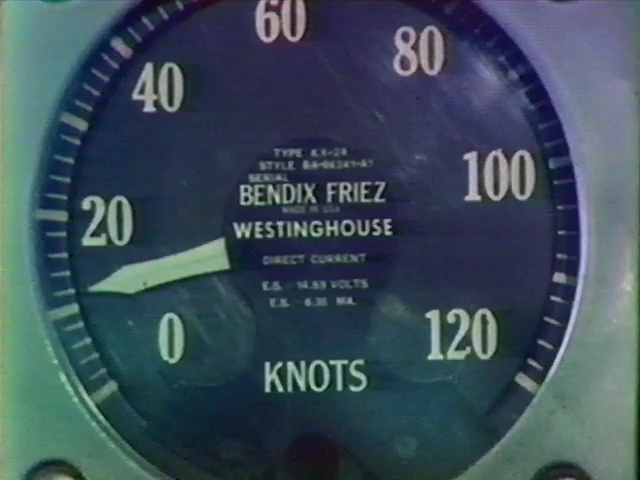 60
40
80
100
20
TYPE
STYLE
SERIAL
BENDIX FRIEZ
MADE IN USA
WESTINGHOUSE
DIRECT CURRENT
VOLTS
MA.
0
120
KNOTS